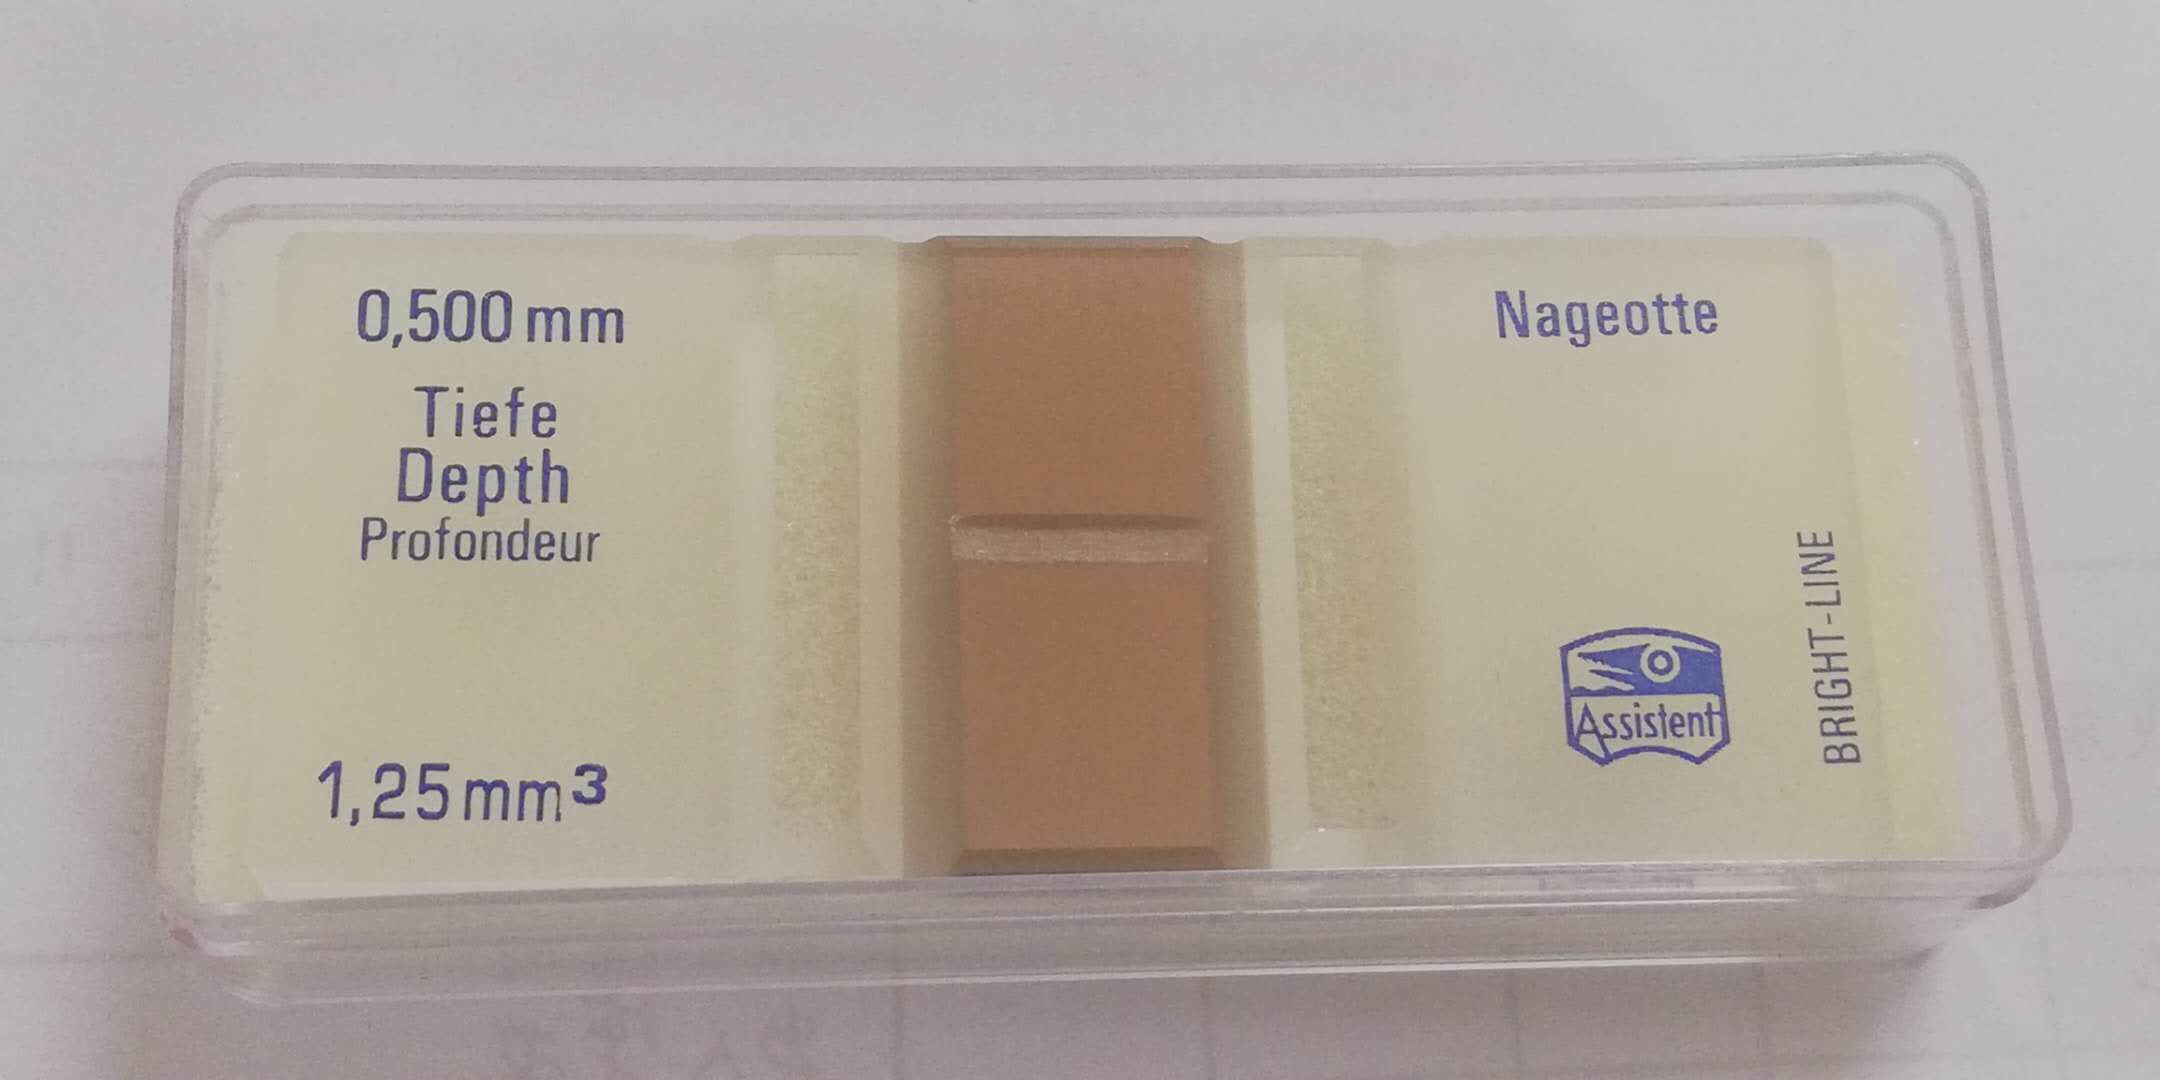 0,500 mm
Tiefe
Depth
Profondeur
1,25 mm³
Nageotte
Assistent
BRIGHT-LINE